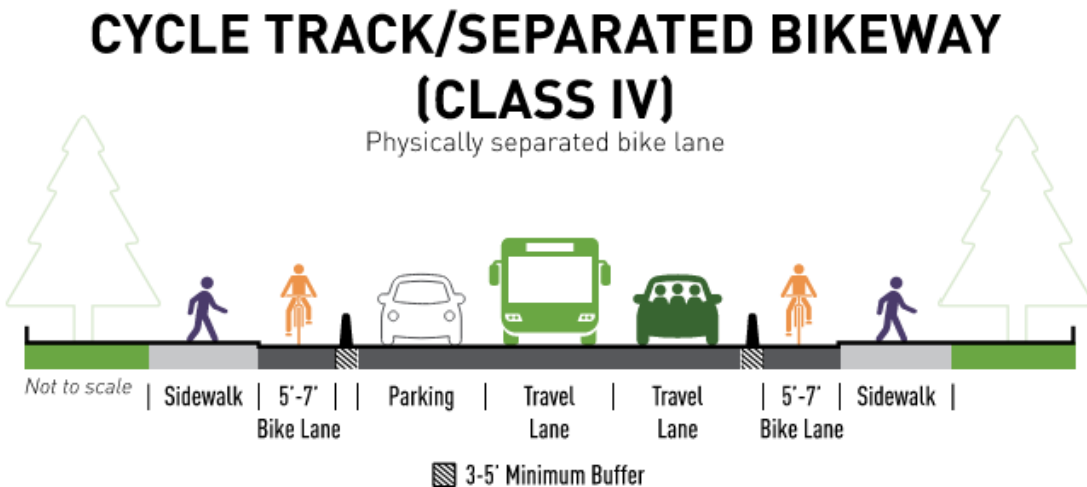 CYCLE TRACK/SEPARATED BIKEWAY
(CLASS IV)
Physically separated bike lane
Not to scale
Sidewalk
5'-7'
Bike Lane
Parking
Travel
Lane
Travel
Lane
5'-7'
Bike Lane
Sidewalk
3-5' Minimum Buffer